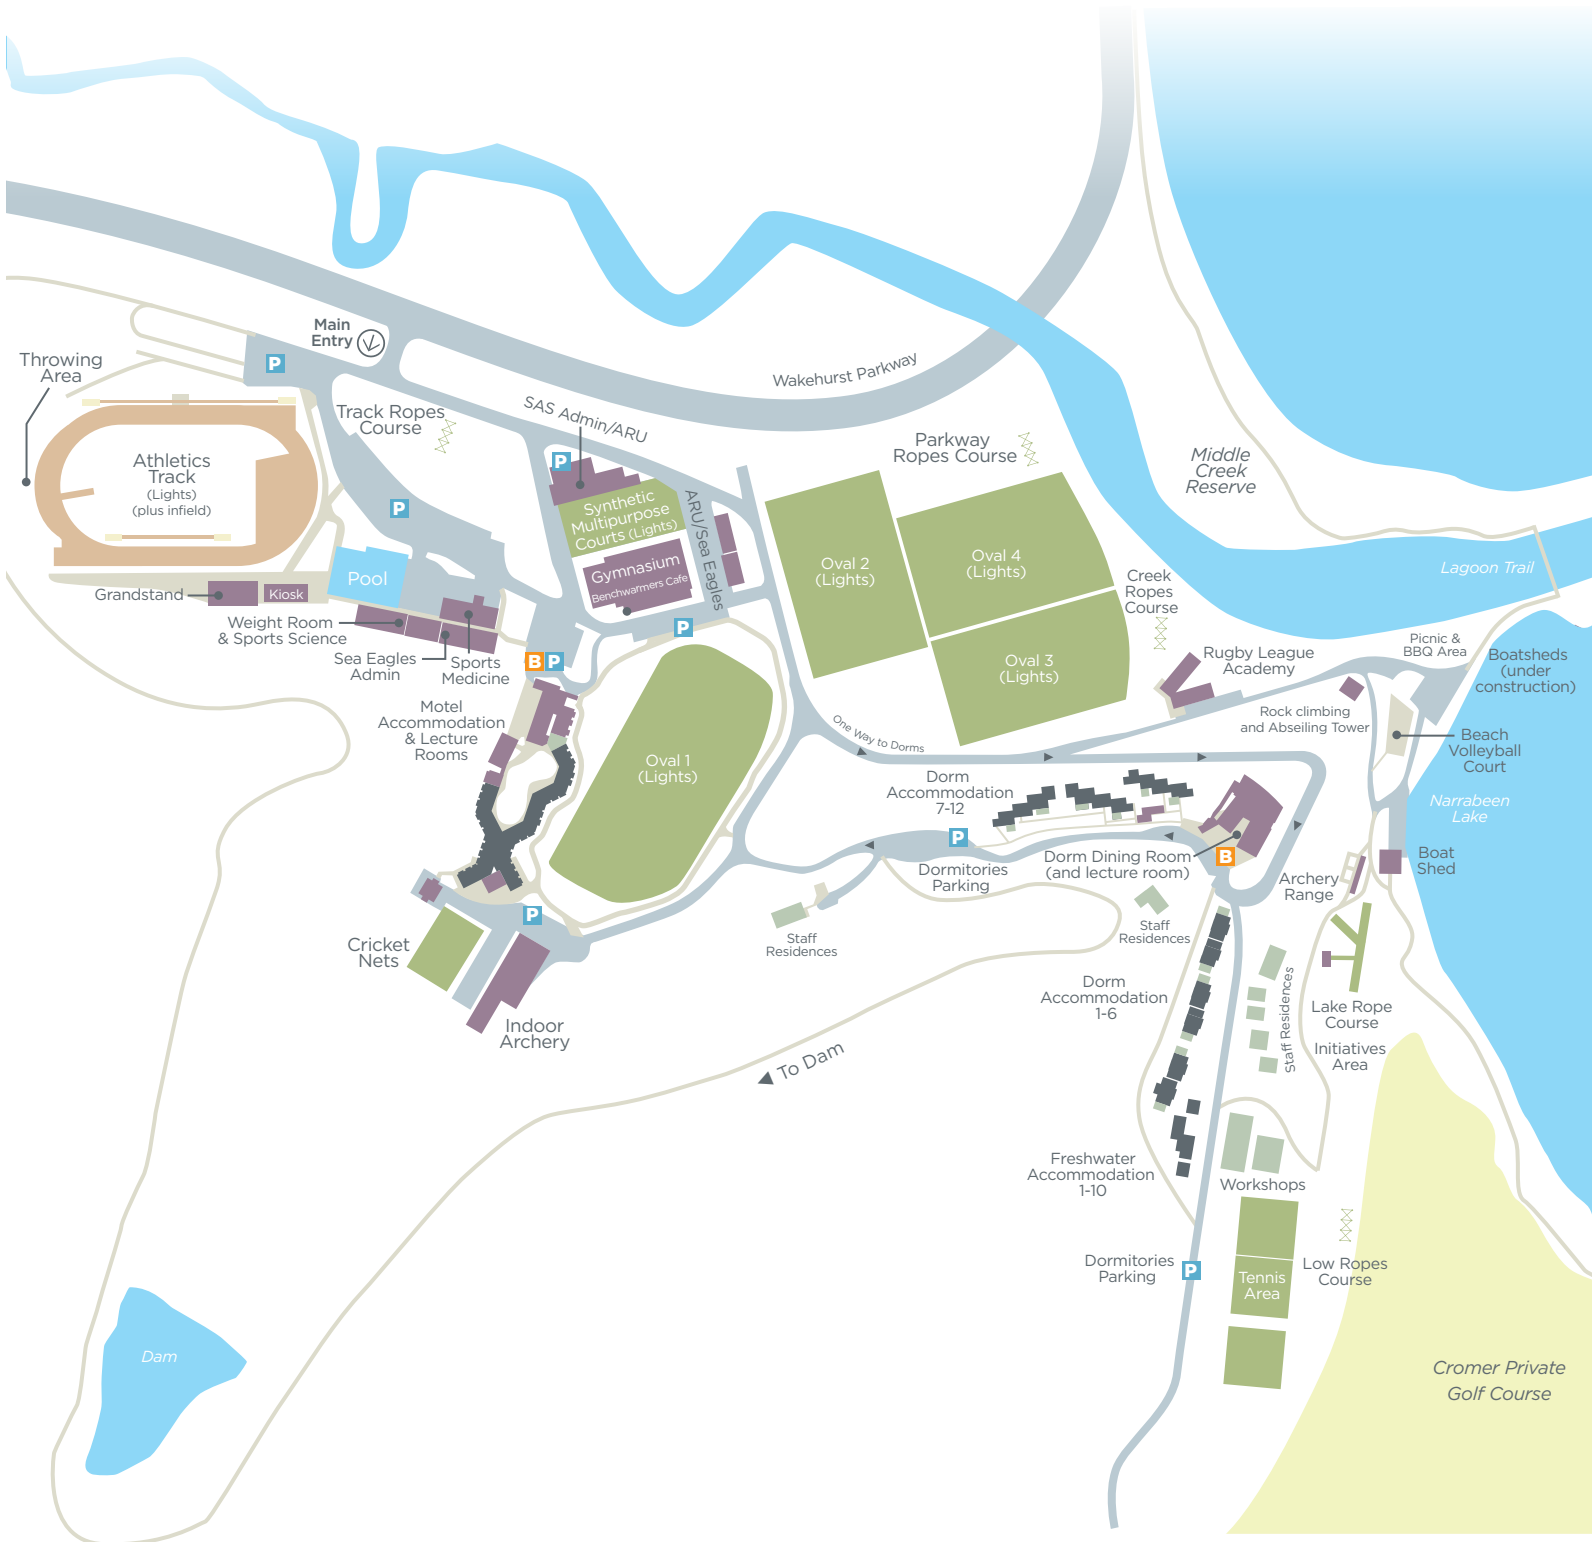 Main
Entry
P
Throwing
Area
Wakehurst Parkway
Track Ropes
Course
SAS Admin/ARU
P
Parkway
Ropes Course
Middle
Creek
Reserve
Athletics
Track
(Lights)
(plus infield)
P
Synthetic
Multipurpose
Courts (Lights)
ARU/Sea Eagles
Gymnasium
Benchwarmers Cafe
Oval 2
(Lights)
Oval 4
(Lights)
Lagoon Trail
Pool
Grandstand
Kiosk
Creek
Ropes
Course
Weight Room
& Sports Science
P
Sea Eagles
Admin
Sports
Medicine
B
P
Oval 3
(Lights)
Rugby League
Academy
Picnic &
BBQ Area
Boatsheds
(under
construction)
Motel
Accommodation
& Lecture
Rooms
Rock climbing
and Abseiling Tower
One Way to Dorms
Beach
Volleyball
Court
Oval 1
(Lights)
Dorm
Accommodation
7-12
Narrabeen
Lake
P
Dormitories
Parking
Dorm Dining Room
(and lecture room)
B
Boat
Shed
Archery
Range
P
Staff
Residences
Staff
Residences
Cricket
Nets
Indoor
Archery
Dorm
Accommodation
1-6
Staff Residences
Lake Rope
Course
Initiatives
Area
To Dam
Freshwater
Accommodation
1-10
Workshops
Dormitories
Parking
P
Tennis
Area
Low Ropes
Course
Dam
Cromer Private
Golf Course